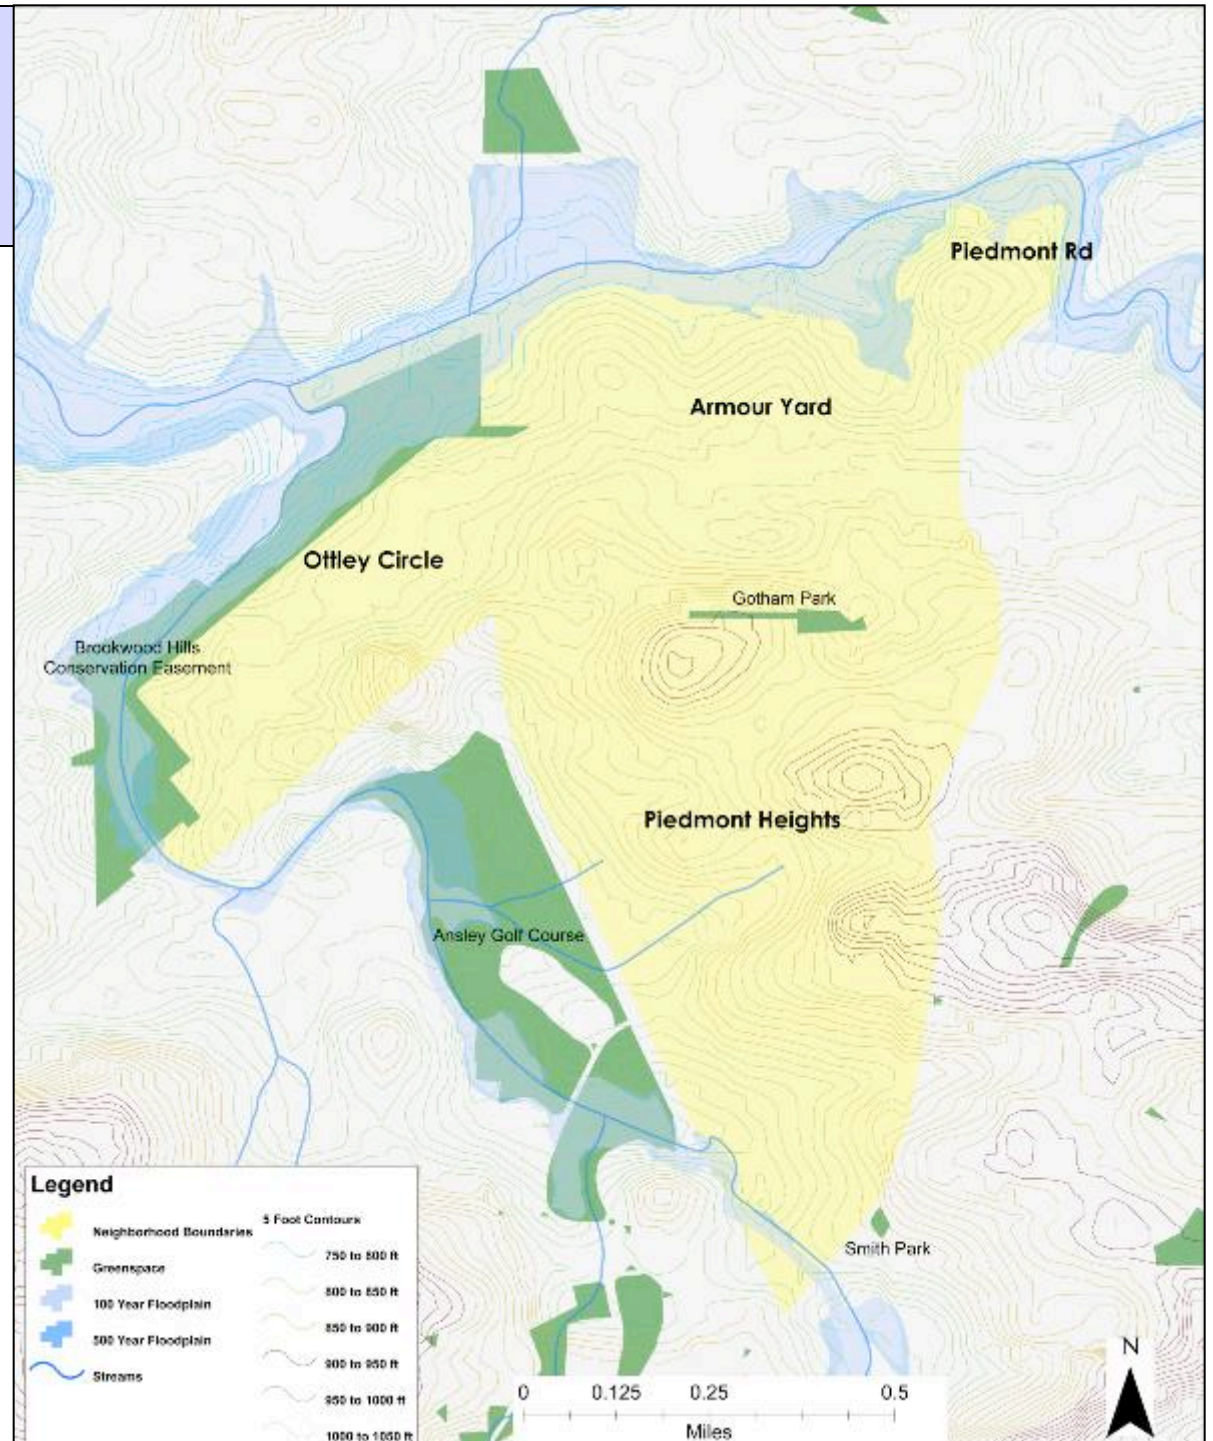 Piedmont Rd
Armour Yard
Ottley Circle
Gotham Park
Brookwood Hills
Conservation Easement
Piedmont Heights
Ansley Golf Course
Smith Park
Legend
Neighborhood Boundaries
Greenspace
100 Year Floodplain
500 Year Floodplain
Streams
5 Foot Contours
750 to 800 ft
800 to 850 ft
850 to 900 ft
900 to 950 ft
950 to 1000 ft
1000 to 1050 ft
0 0.125 0.25 0.5
Miles
N